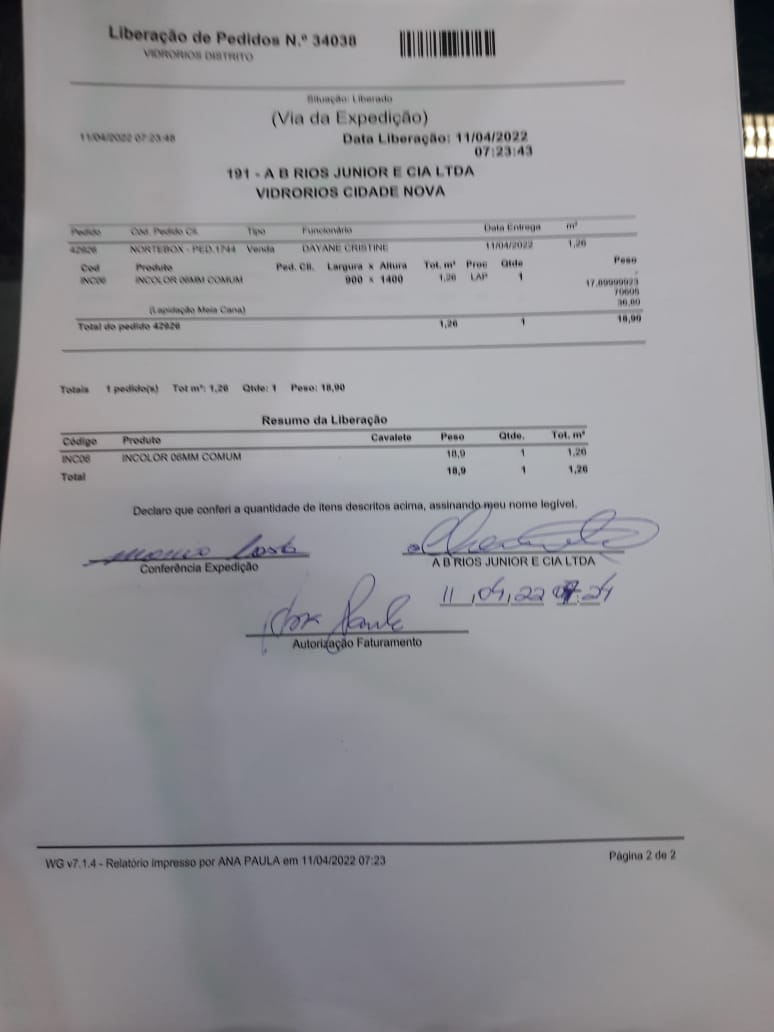 Liberação de Pedidos N.º 34038
VIDRORIOS DISTRITO
Situação: Liberado
(Via da Expedição)
11/04/2022 07:23:48
Data Liberação: 11/04/2022
07:23:43
191 - A B RIOS JUNIOR E CIA LTDA
VIDRORIOS CIDADE NOVA
Pedido Cód. Pedido Cli. Tipo Funcionário Data Entrega m²
42926 NORTEBOX - PED.1744 Venda DAYANE CRISTINE 11/04/2022 1,26
Cod Produto Ped. Cli. Largura x Altura Tot. m² Proc Qtde Peso
INC06 INCOLOR 06MM COMUM 900 x 1400 1,26 LAP 1 17,89999923
70605
(Lapidação Meia Cana)
Total do pedido 42926 1,26 1 18,90
Totais 1 pedido(s) Tot m²: 1,26 Qtde: 1 Peso: 18,90
Resumo da Liberação
Código Produto Cavalete Peso Qtde. Tot. m²
INC06 INCOLOR 06MM COMUM 18,9 1 1,26
Total 18,9 1 1,26
Declaro que conferi a quantidade de itens descritos acima, assinando meu nome legível.
Conferência Expedição
A B RIOS JUNIOR E CIA LTDA
11,04,22
Paula
Autorização Faturamento
WG v7.1.4 - Relatório impresso por ANA PAULA em 11/04/2022 07:23
Página 2 de 2